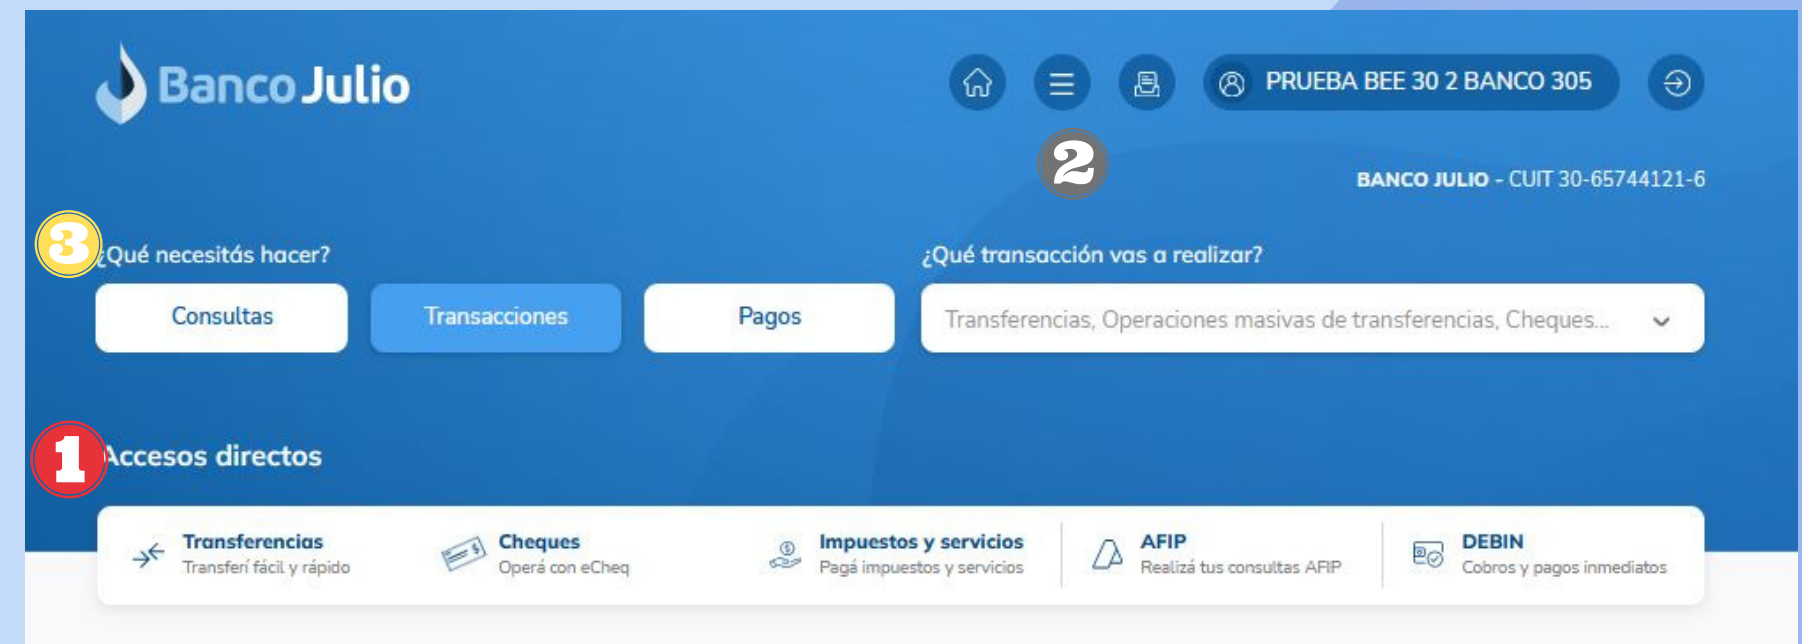 Banco Julio
PRUEBA BEE 30 2 BANCO 305
2
BANCO JULIO - CUIT 30-65744121-6
3
¿Qué necesitás hacer?
¿Qué transacción vas a realizar?
Consultas
Transacciones
Pagos
Transferencias, Operaciones masivas de transferencias, Cheques...
1
Accesos directos
Transferencias
Transferí fácil y rápido
Cheques
Operá con eCheq
Impuestos y servicios
Pagá impuestos y servicios
AFIP
Realizá tus consultas AFIP
DEBIN
Cobros y pagos inmediatos